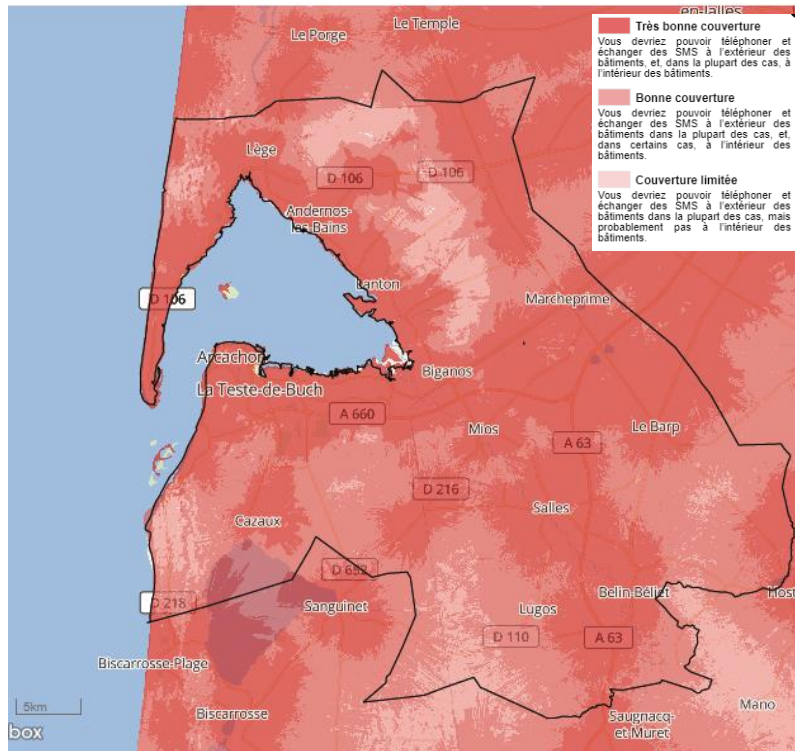 en-Jalles
Le Temple
Le Porge
Très bonne couverture
Vous devriez pouvoir téléphoner et
échanger des SMS à l'extérieur des
bâtiments, et, dans la plupart des cas, à
l'intérieur des bâtiments.
Bonne couverture
Vous devriez pouvoir téléphoner et
échanger des SMS à l'extérieur des
bâtiments dans la plupart des cas, et,
dans certains cas, à l'intérieur des
bâtiments.
Couverture limitée
Vous devriez pouvoir téléphoner et
échanger des SMS à l'extérieur des
bâtiments dans la plupart des cas, mais
probablement pas à l'intérieur des
bâtiments.
Lège
D 106
D 106
Andernos-
les-Bains
Lanton
D 106
Marcheprime
Arcachon
Biganos
La Teste-de-Buch
A 660
Mios
Le Barp
A 63
D 216
Salles
Cazaux
D 652
Belin-Béliet
Host
D 218
Sanguinet
Lugos
D 110
A 63
Biscarrosse-Plage
5km
Biscarrosse
Mano
Saugnacq-
et-Muret
box